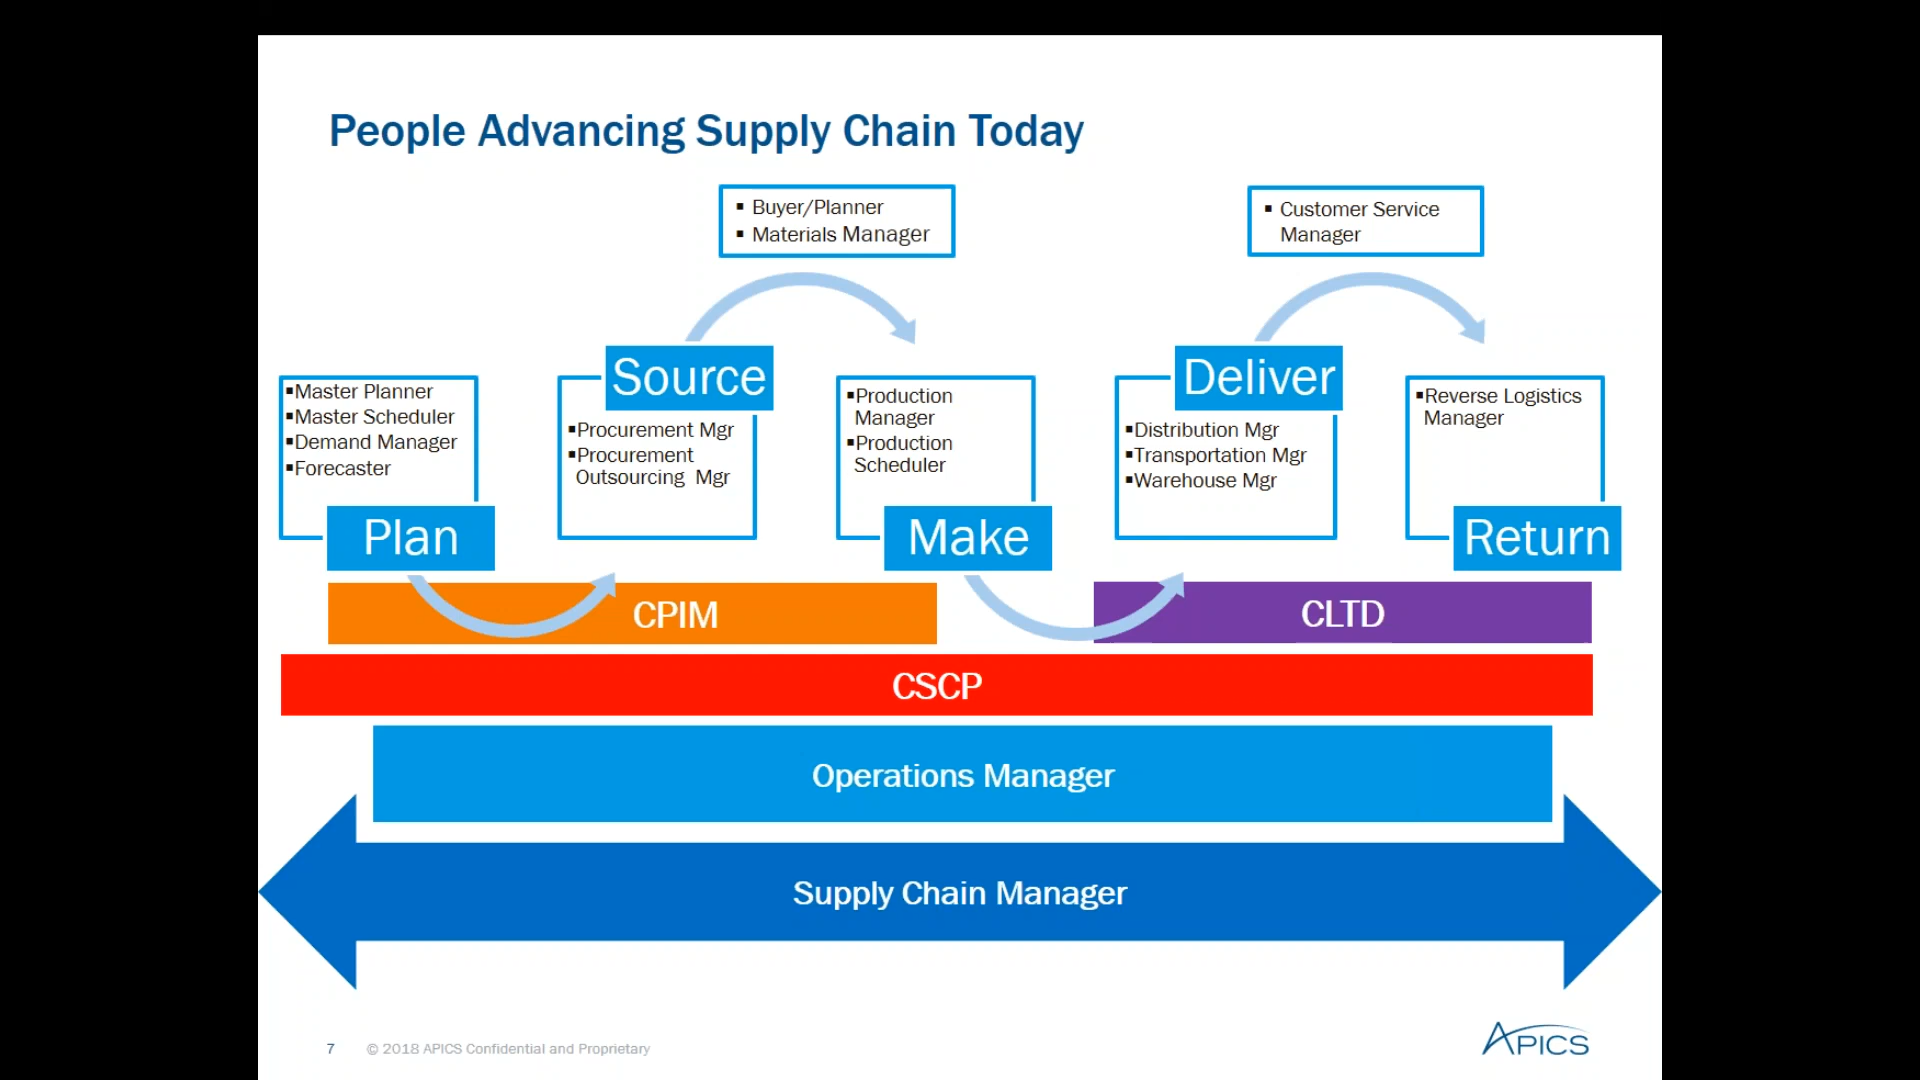 People Advancing Supply Chain Today
▪ Buyer/Planner
▪ Materials Manager
▪ Customer Service
Manager
▪Master Planner
▪Master Scheduler
▪Demand Manager
▪Forecaster
Plan
Source
▪Procurement Mgr
▪Procurement
Outsourcing Mgr
▪Production
Manager
▪Production
Scheduler
Make
Deliver
▪Distribution Mgr
▪Transportation Mgr
▪Warehouse Mgr
▪Reverse Logistics
Manager
Return
CPIM
CLTD
CSCP
Operations Manager
Supply Chain Manager
7 © 2018 APICS Confidential and Proprietary
APICS